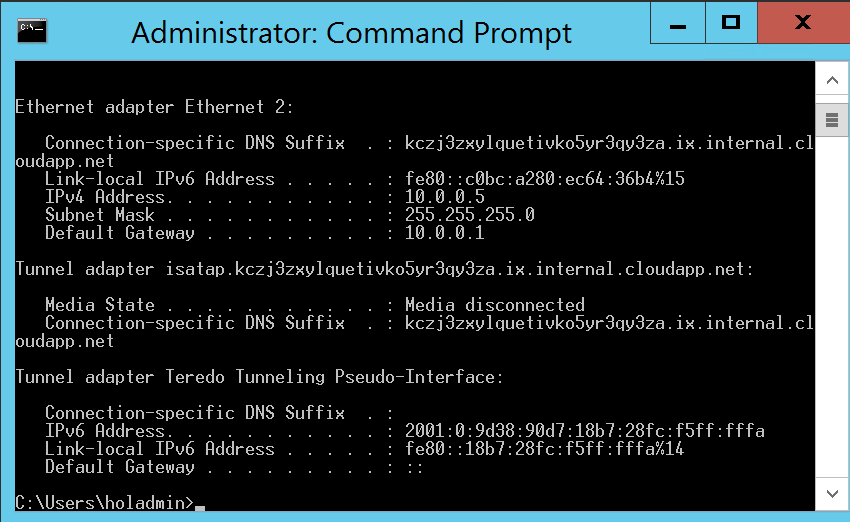 Administrator: Command Prompt
Ethernet adapter Ethernet 2:
Connection-specific DNS Suffix . : kczj3zxylquetivko5yr3qy3za.ix.internal.cl
oudapp.net
Link-local IPv6 Address . . . . . : fe80::c0bc:a280:ec64:36b4%15
IPv4 Address. . . . . . . . . . . : 10.0.0.5
Subnet Mask . . . . . . . . . . . : 255.255.255.0
Default Gateway . . . . . . . . . : 10.0.0.1
Tunnel adapter isatap.kczj3zxylquetivko5yr3qy3za.ix.internal.cloudapp.net:
Media State . . . . . . . . . . . : Media disconnected
Connection-specific DNS Suffix . : kczj3zxylquetivko5yr3qy3za.ix.internal.cl
oudapp.net
Tunnel adapter Teredo Tunneling Pseudo-Interface:
Connection-specific DNS Suffix . :
IPv6 Address. . . . . . . . . . . : 2001:0:9d38:90d7:18b7:28fc:f5ff:fffa
Link-local IPv6 Address . . . . . : fe80::18b7:28fc:f5ff:fffa%14
Default Gateway . . . . . . . . . : ::
C:\Users\holadmin>_